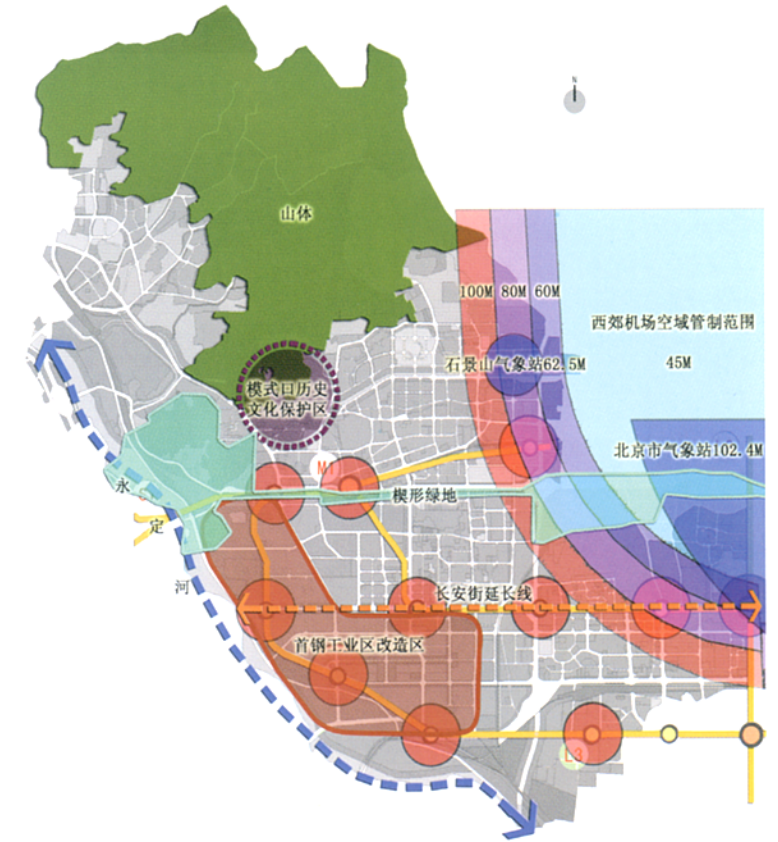 N
山体
100M 80M 60M
西郊机场空域管制范围
45M
石景山气象站62.5M
模式口历史
文化保护区
北京市气象站102.4M
M1
楔形绿地
永
定
河
长安街延长线
首钢工业区改造区
L3